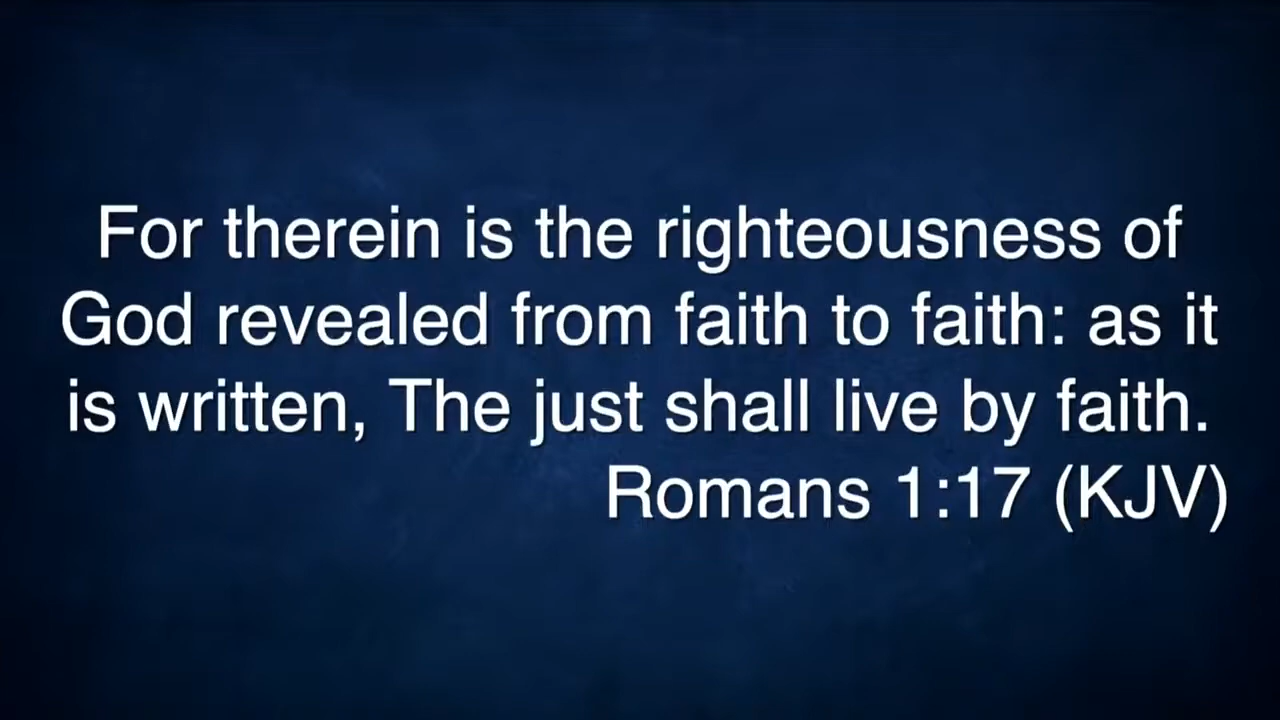 For therein is the righteousness of
God revealed from faith to faith: as it
is written, The just shall live by faith.
Romans 1:17 (KJV)